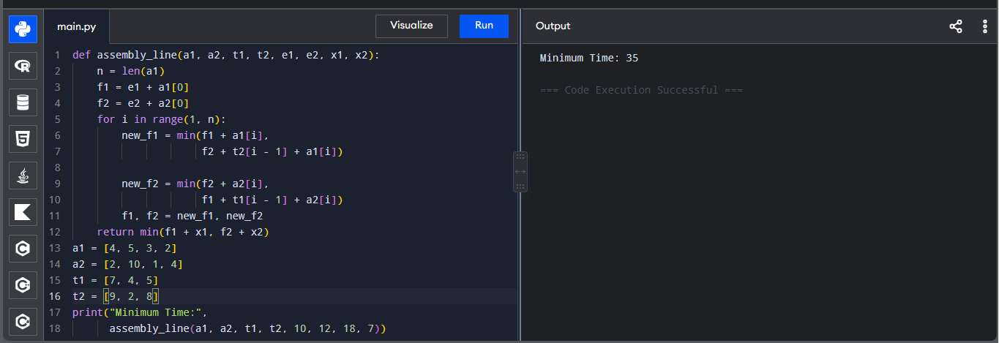 main.py
Visualize
Run
Output
1 def assembly_line(a1, a2, t1, t2, e1, e2, x1, x2):
2     n = len(a1)
3     f1 = e1 + a1[0]
4     f2 = e2 + a2[0]
5     for i in range(1, n):
6         new_f1 = min(f1 + a1[i],
7                      f2 + t2[i - 1] + a1[i])
8
9         new_f2 = min(f2 + a2[i],
10                      f1 + t1[i - 1] + a2[i])
11         f1, f2 = new_f1, new_f2
12     return min(f1 + x1, f2 + x2)
13 a1 = [4, 5, 3, 2]
14 a2 = [2, 10, 1, 4]
15 t1 = [7, 4, 5]
16 t2 = [9, 2, 8]
17 print("Minimum Time:",
18       assembly_line(a1, a2, t1, t2, 10, 12, 18, 7))
Minimum Time: 35
=== Code Execution Successful ===